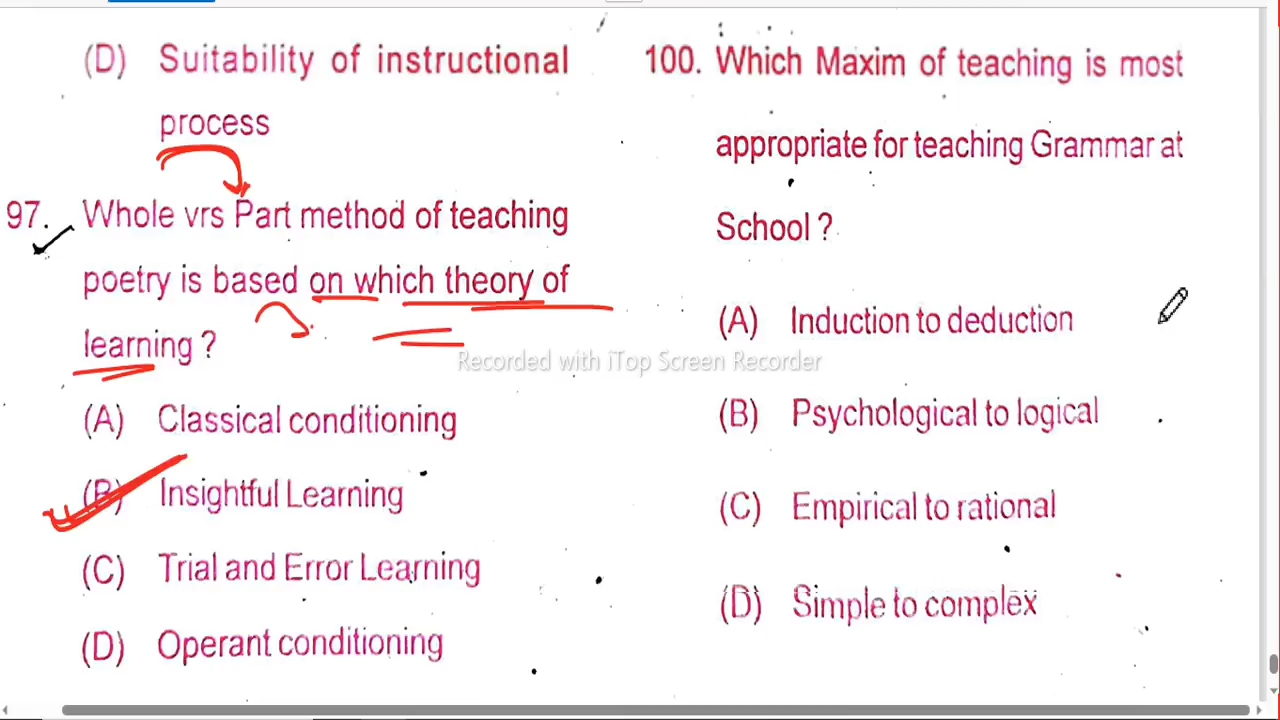 (D) Suitability of instructional
process
97. Whole vrs Part method of teaching
poetry is based on which theory of
learning ?
(A) Classical conditioning
(B) Insightful Learning
(C) Trial and Error Learning
(D) Operant conditioning
100. Which Maxim of teaching is most
appropriate for teaching Grammar at
School ?
(A) Induction to deduction
(B) Psychological to logical
(C) Empirical to rational
(D) Simple to complex
Recorded with iTop Screen Recorder